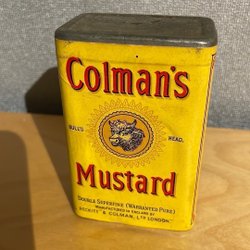 Colman's
BULL'S HEAD.
Mustard
DOUBLE SUPERFINE (WARRANTED PURE)
MANUFACTURED IN ENGLAND BY
RECKITT & COLMAN, LTD LONDON